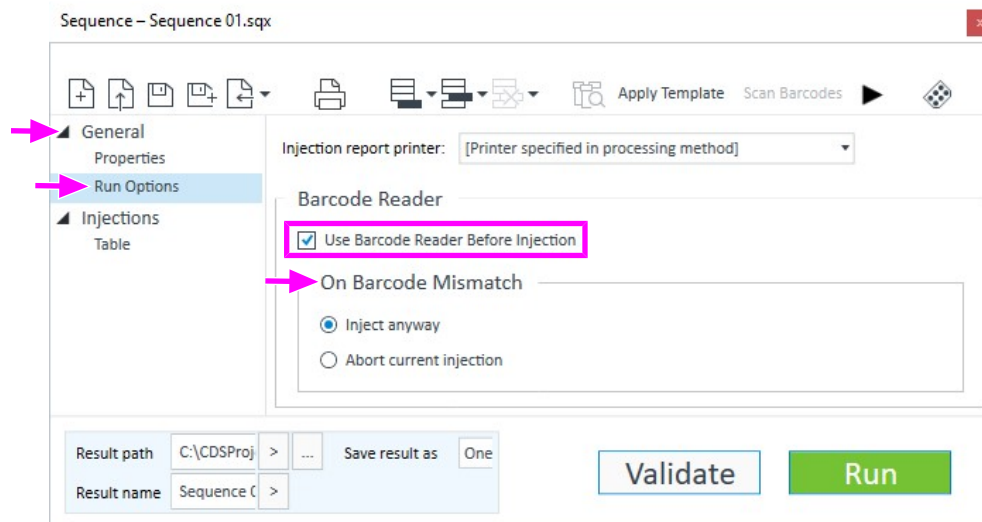 Sequence – Sequence 01.sqx
Apply Template Scan Barcodes
General
Properties
Run Options
Injections
Table
Injection report printer: [Printer specified in processing method]
Barcode Reader
Use Barcode Reader Before Injection
On Barcode Mismatch
Inject anyway
Abort current injection
Result path C:\CDSProj > ... Save result as One
Result name Sequence 0 >
Validate Run